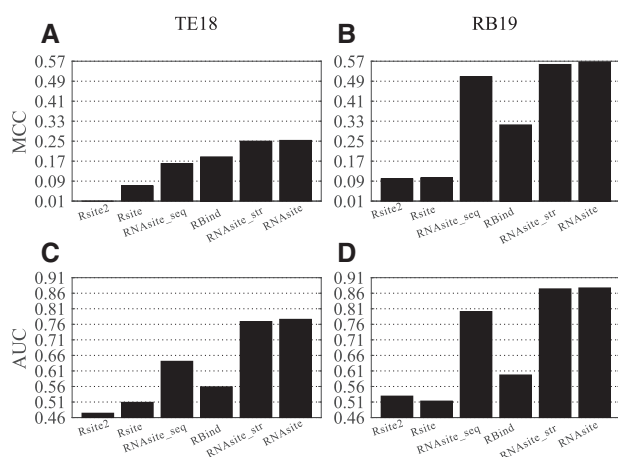 TE18 RB19
A B
MCC
0.57 0.57
0.49 0.49
0.41 0.41
0.33 0.33
0.25 0.25
0.17 0.17
0.09 0.09
0.01 0.01
Rsite2 Rsite RNAsite_seq RBind RNAsite_str RNAsite
Rsite2 Rsite RNAsite_seq RBind RNAsite_str RNAsite
C D
AUC
0.91 0.91
0.86 0.86
0.81 0.81
0.76 0.76
0.71 0.71
0.66 0.66
0.61 0.61
0.56 0.56
0.51 0.51
0.46 0.46
Rsite2 Rsite RNAsite_seq RBind RNAsite_str RNAsite
Rsite2 Rsite RNAsite_seq RBind RNAsite_str RNAsite